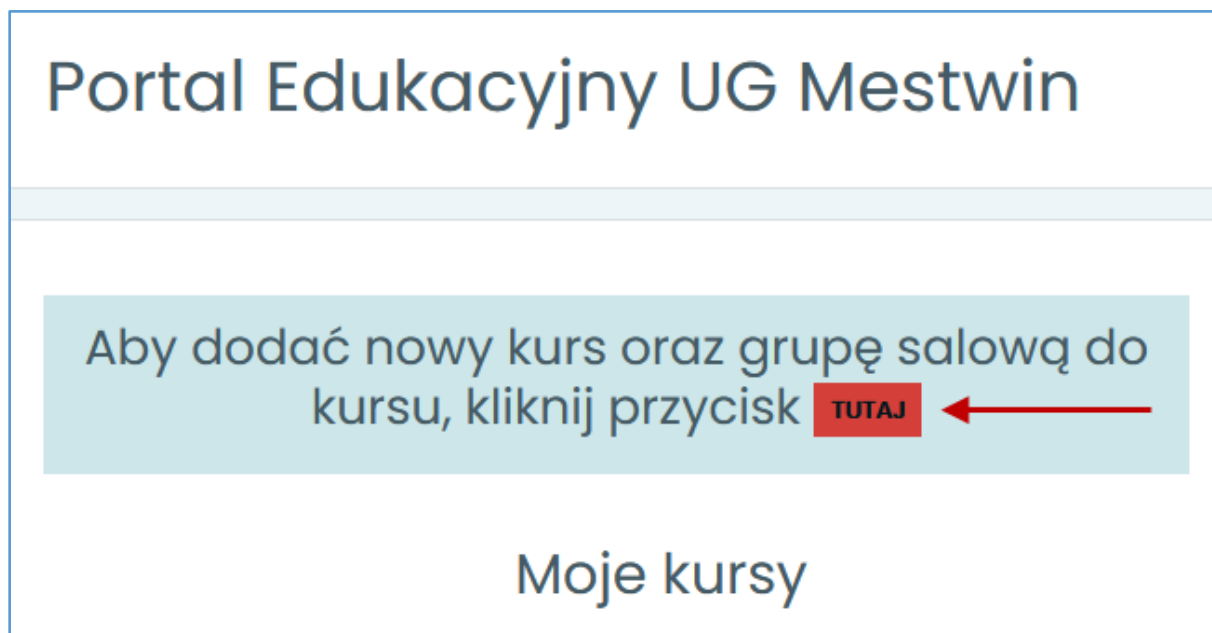 Portal Edukacyjny UG Mestwin
Aby dodać nowy kurs oraz grupę salową do
kursu, kliknij przycisk TUTAJ
Moje kursy